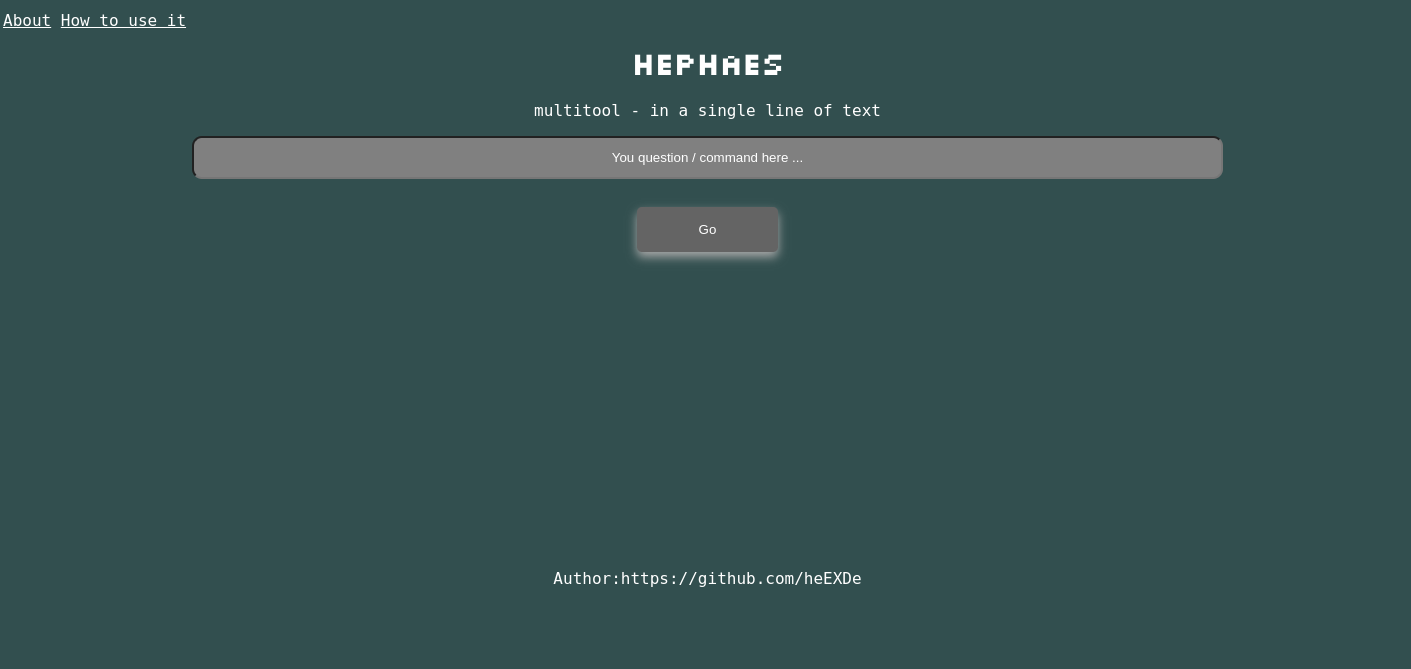 About How to use it
HEPHAES
multitool - in a single line of text
You question / command here ...
Go
Author:https://github.com/heEXDe